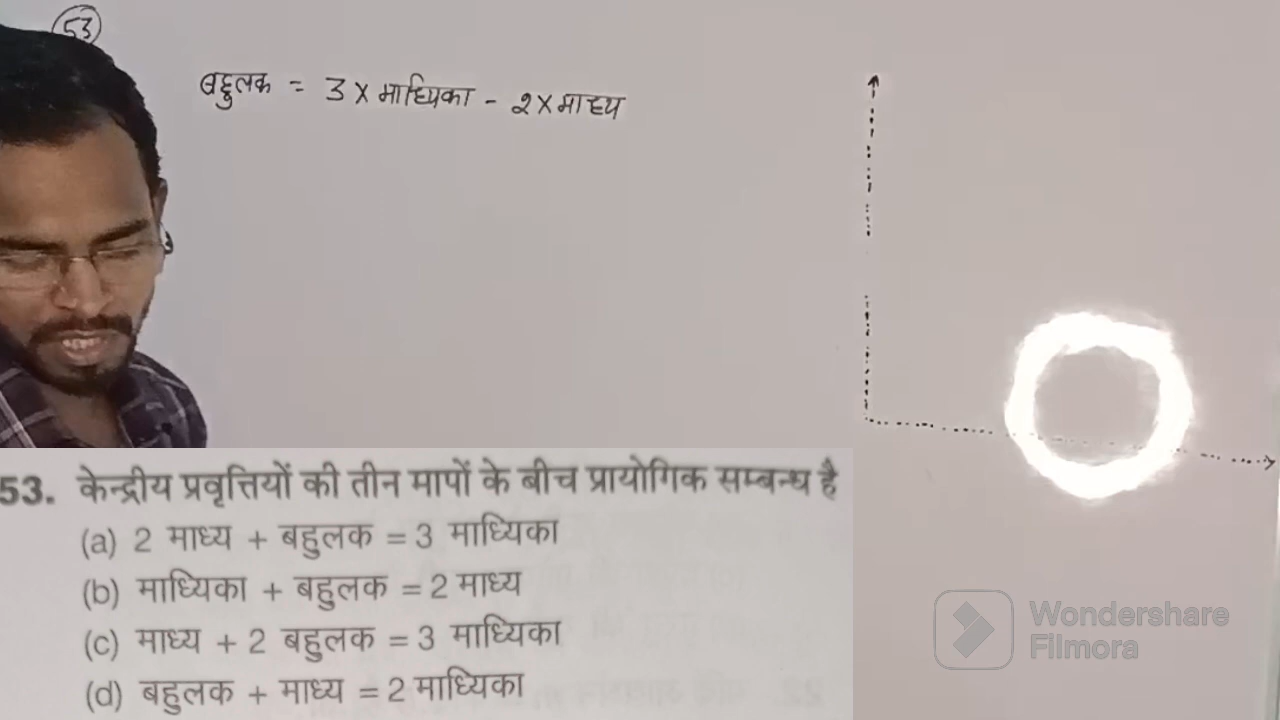 53
बहुलक = 3 X माध्यिका - 2 X माध्य
53. केन्द्रीय प्रवृत्तियों की तीन मापों के बीच प्रायोगिक सम्बन्ध है
(a) 2 माध्य + बहुलक = 3 माध्यिका
(b) माध्यिका + बहुलक = 2 माध्य
(c) माध्य + 2 बहुलक = 3 माध्यिका
(d) बहुलक + माध्य = 2 माध्यिका
Wondershare
Filmora